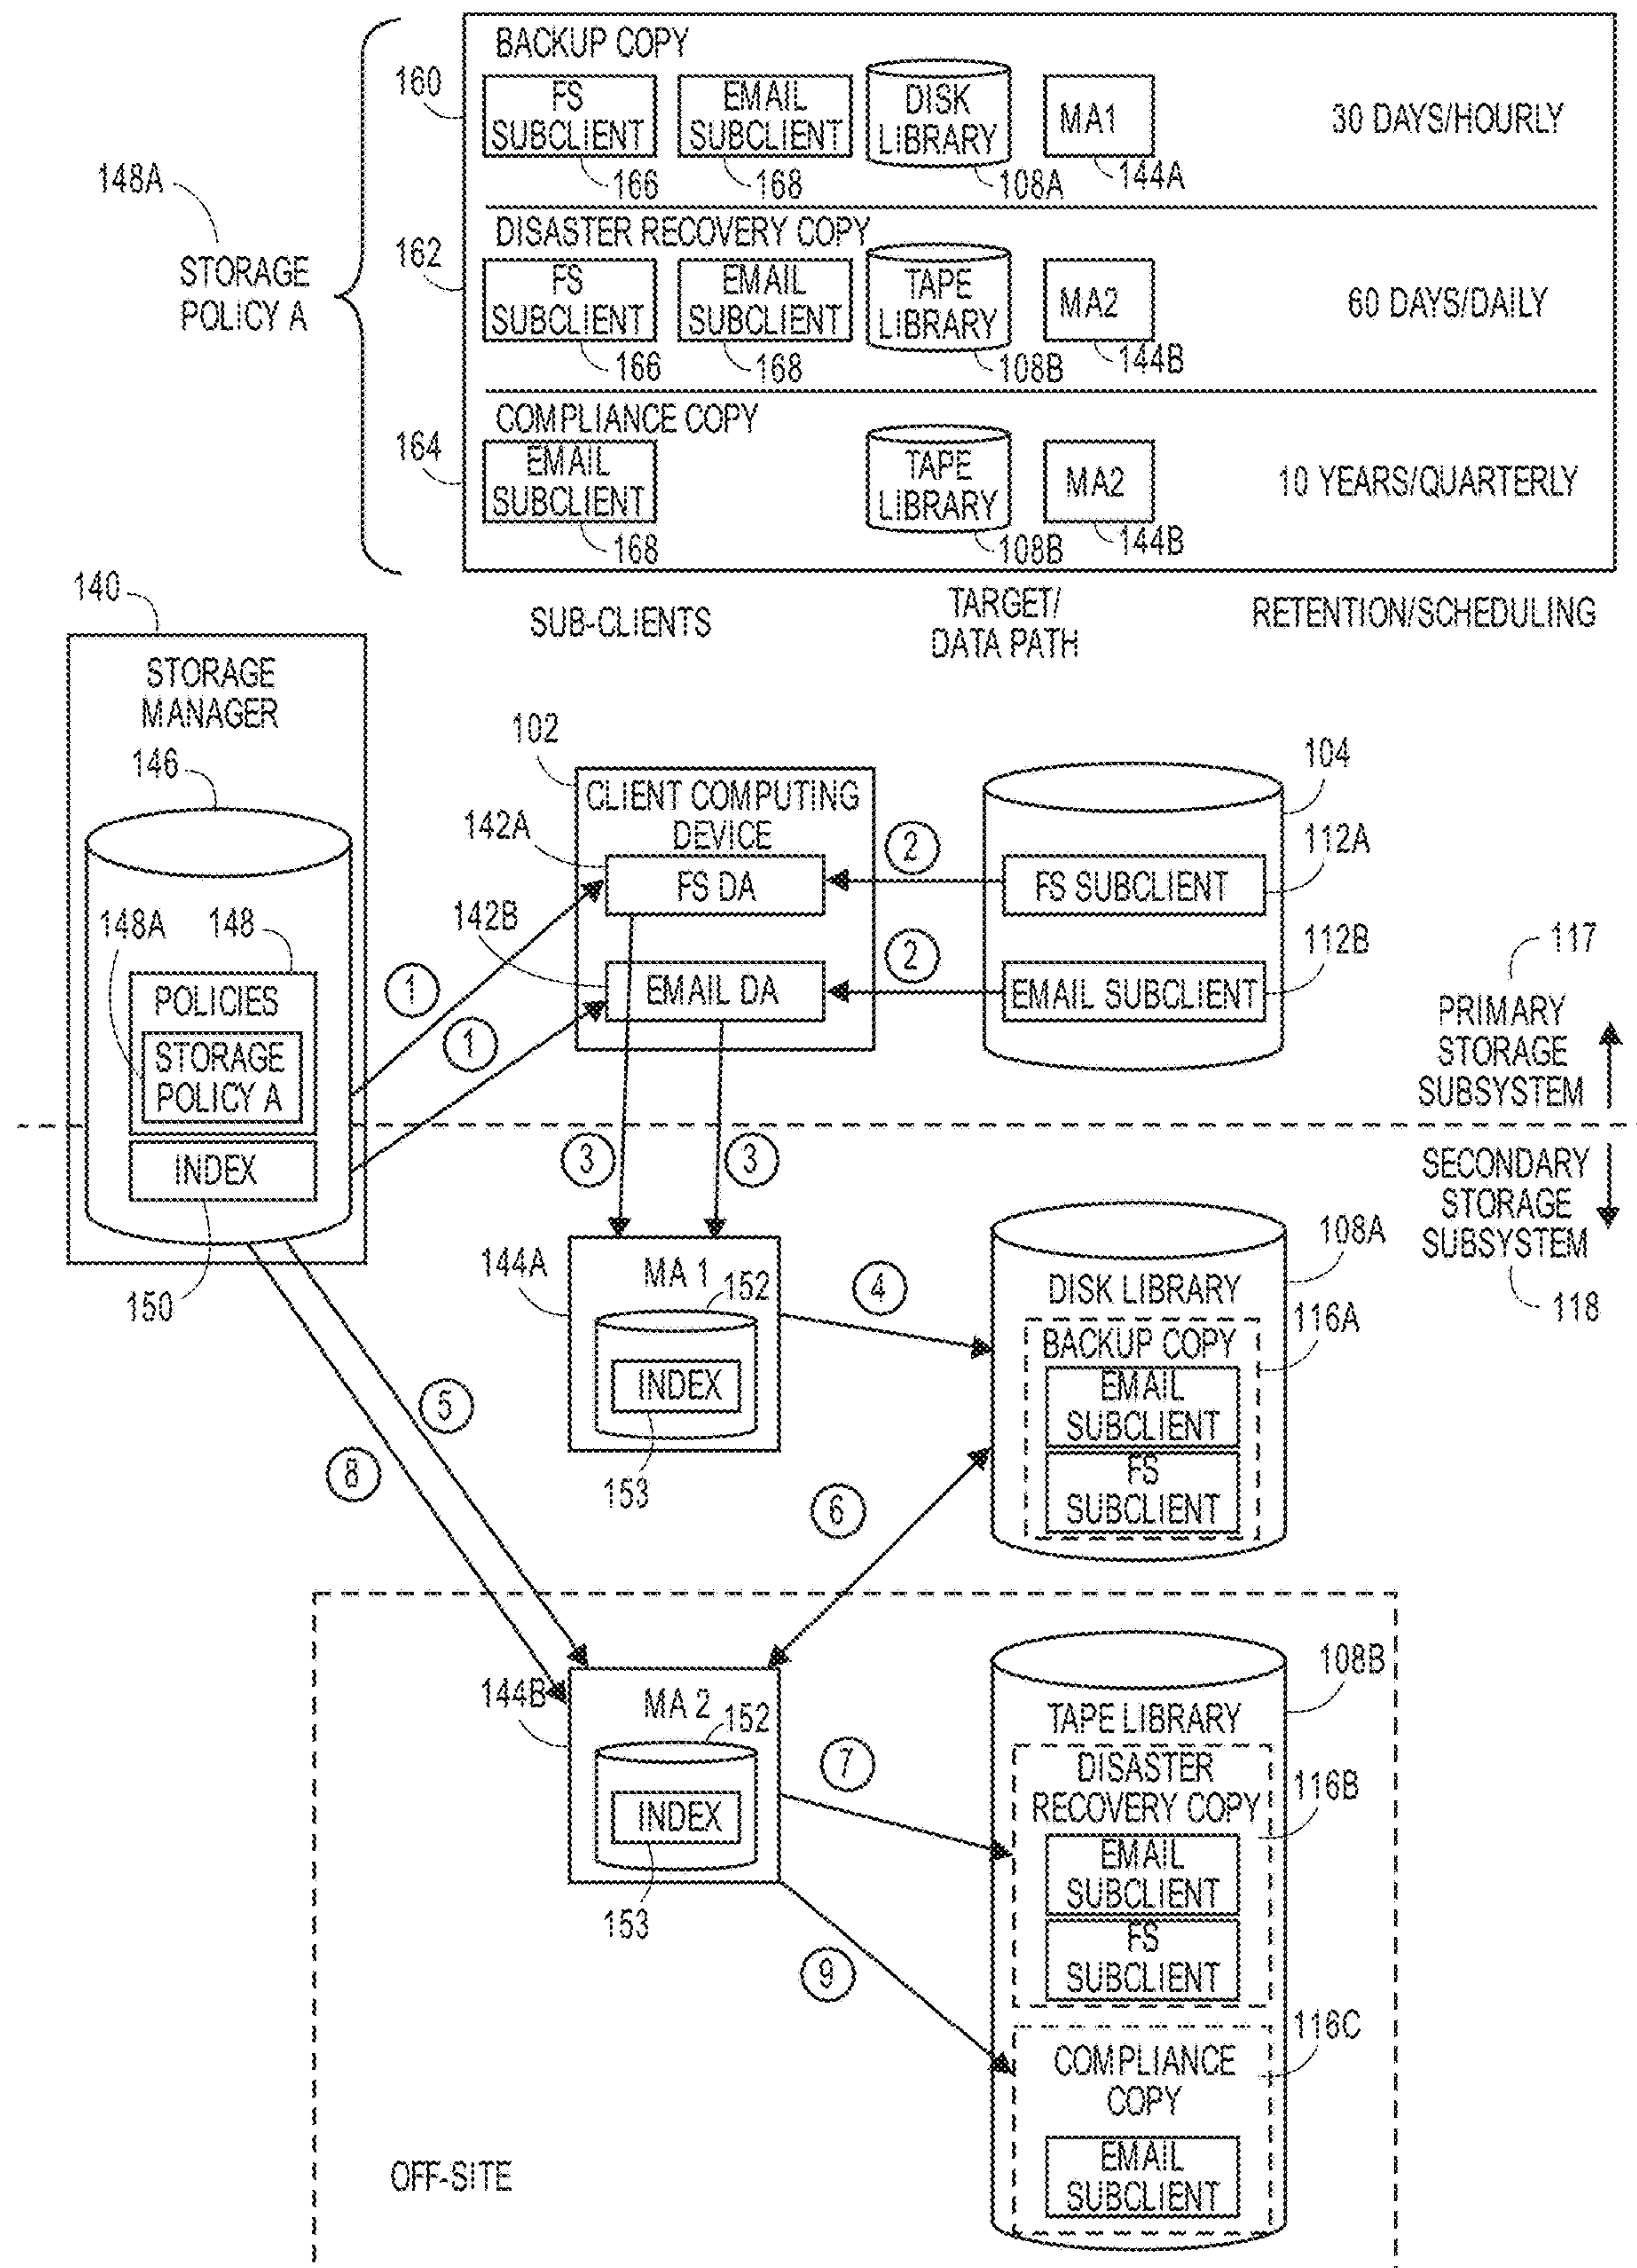 BACKUP COPY
160
FS
SUBCLIENT
EMAIL
SUBCLIENT
DISK
LIBRARY
MA1
30 DAYS/HOURLY
166
168
108A
144A
148A
STORAGE
POLICY A
DISASTER RECOVERY COPY
162
FS
SUBCLIENT
EMAIL
SUBCLIENT
TAPE
LIBRARY
MA2
60 DAYS/DAILY
166
168
108B
144B
COMPLIANCE COPY
164
EMAIL
SUBCLIENT
TAPE
LIBRARY
MA2
10 YEARS/QUARTERLY
168
108B
144B
SUB-CLIENTS
TARGET/
DATA PATH
RETENTION/SCHEDULING
140
STORAGE
MANAGER
146
148A
148
POLICIES
STORAGE
POLICY A
INDEX
150
102
CLIENT COMPUTING
DEVICE
142A
FS DA
142B
EMAIL DA
104
112A
FS SUBCLIENT
112B
EMAIL SUBCLIENT
1
1
2
2
117
PRIMARY
STORAGE
SUBSYSTEM
SECONDARY
STORAGE
SUBSYSTEM
118
3
3
144A
MA 1
152
INDEX
153
4
108A
DISK LIBRARY
116A
BACKUP COPY
EMAIL
SUBCLIENT
FS
SUBCLIENT
5
8
6
144B
MA 2
152
INDEX
153
7
9
108B
TAPE LIBRARY
DISASTER
RECOVERY COPY
116B
EMAIL
SUBCLIENT
FS
SUBCLIENT
116C
COMPLIANCE
COPY
EMAIL
SUBCLIENT
OFF-SITE